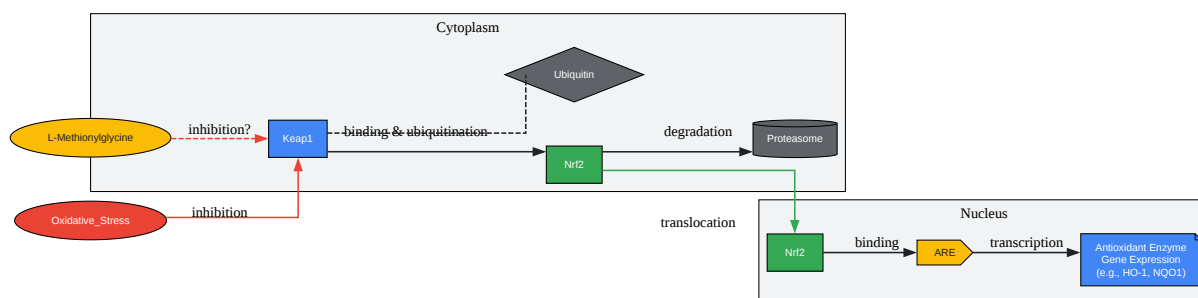 Cytoplasm
Ubiquitin
L-Methionylglycine
inhibition?
Keap1
binding & ubiquitination
degradation
Proteasome
Nrf2
Oxidative_Stress
inhibition
translocation
Nucleus
Nrf2
binding
ARE
transcription
Antioxidant Enzyme
Gene Expression
(e.g., HO-1, NQO1)